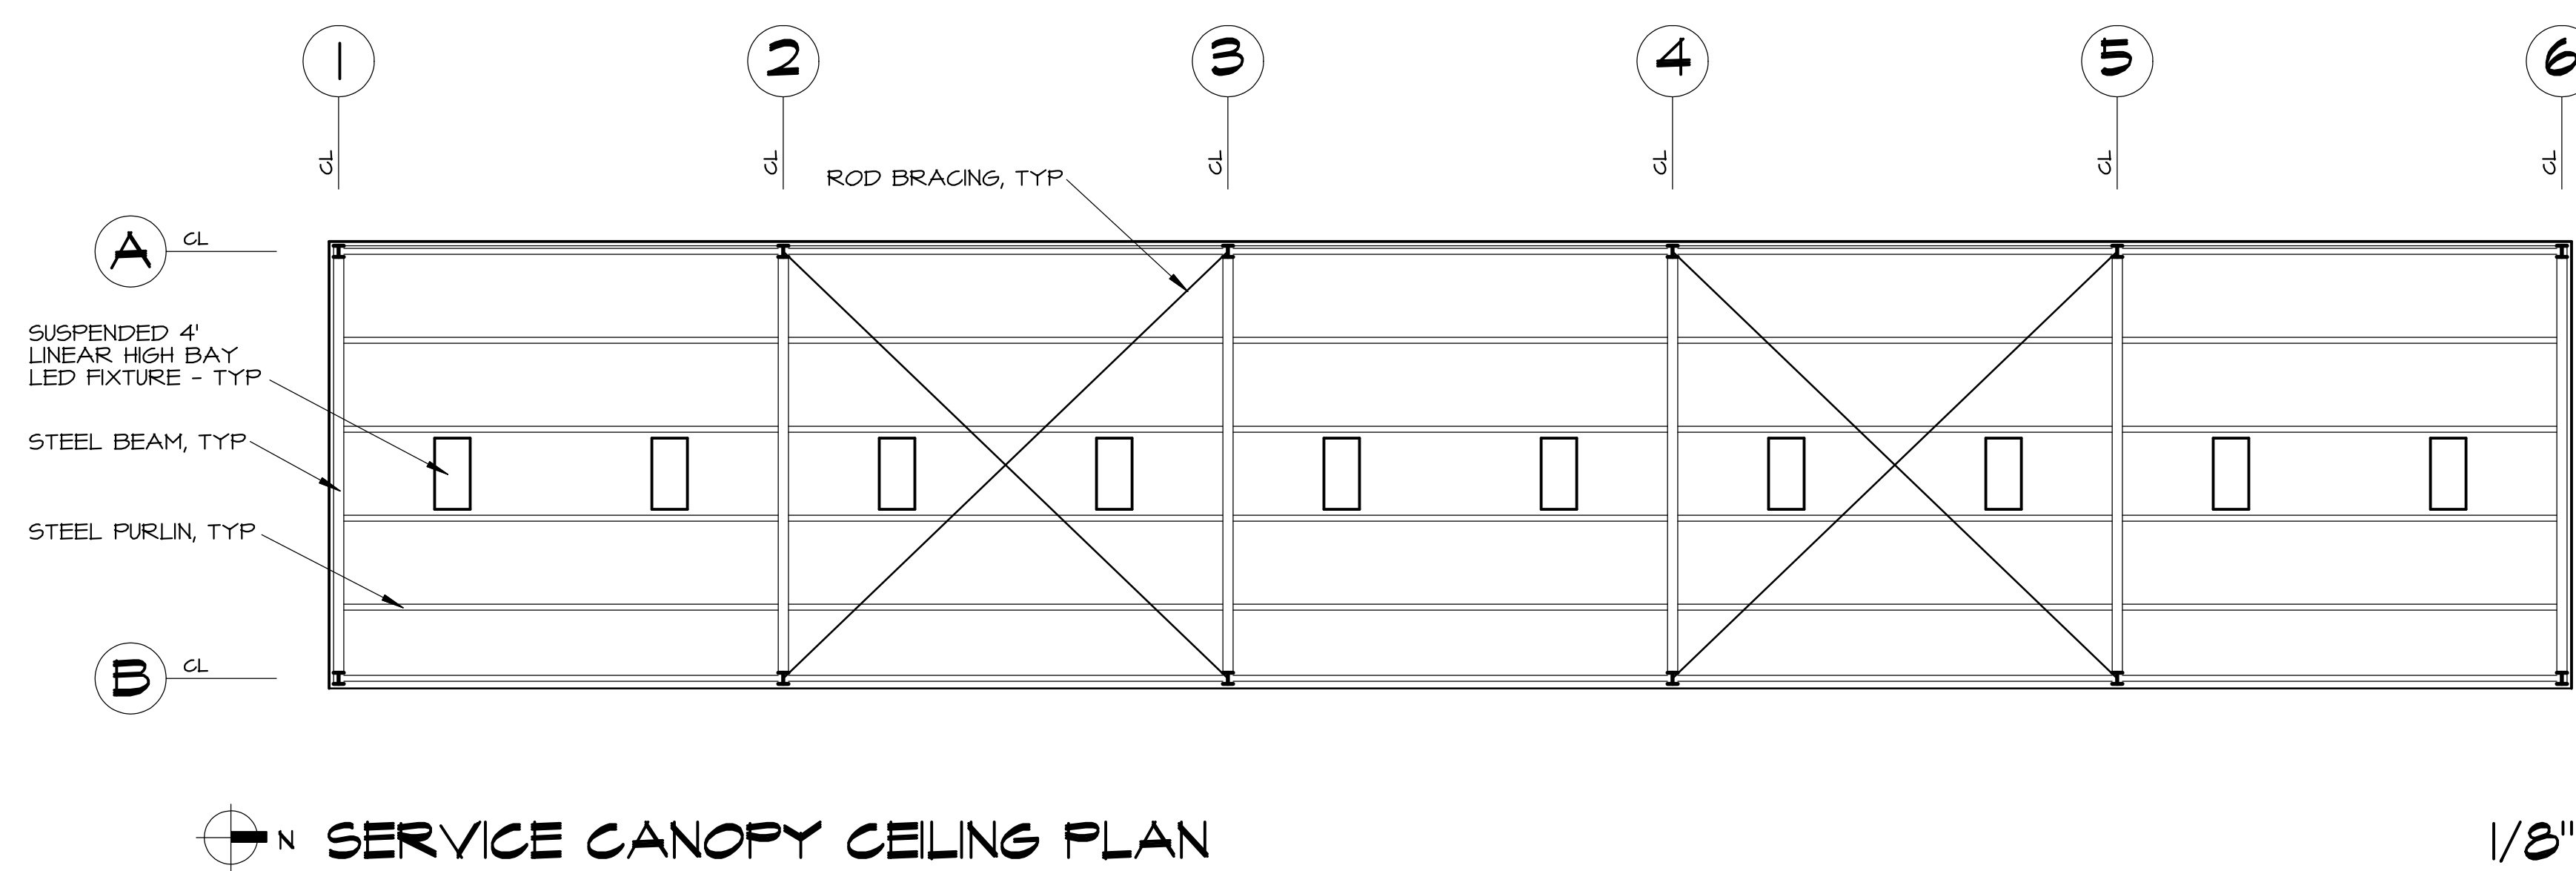 1 2 3 4 5 6
CL CL CL CL CL CL
ROD BRACING, TYP
A CL
SUSPENDED 4'
LINEAR HIGH BAY
LED FIXTURE - TYP
STEEL BEAM, TYP
STEEL PURLIN, TYP
B CL
N SERVICE CANOPY CEILING PLAN 1/8"